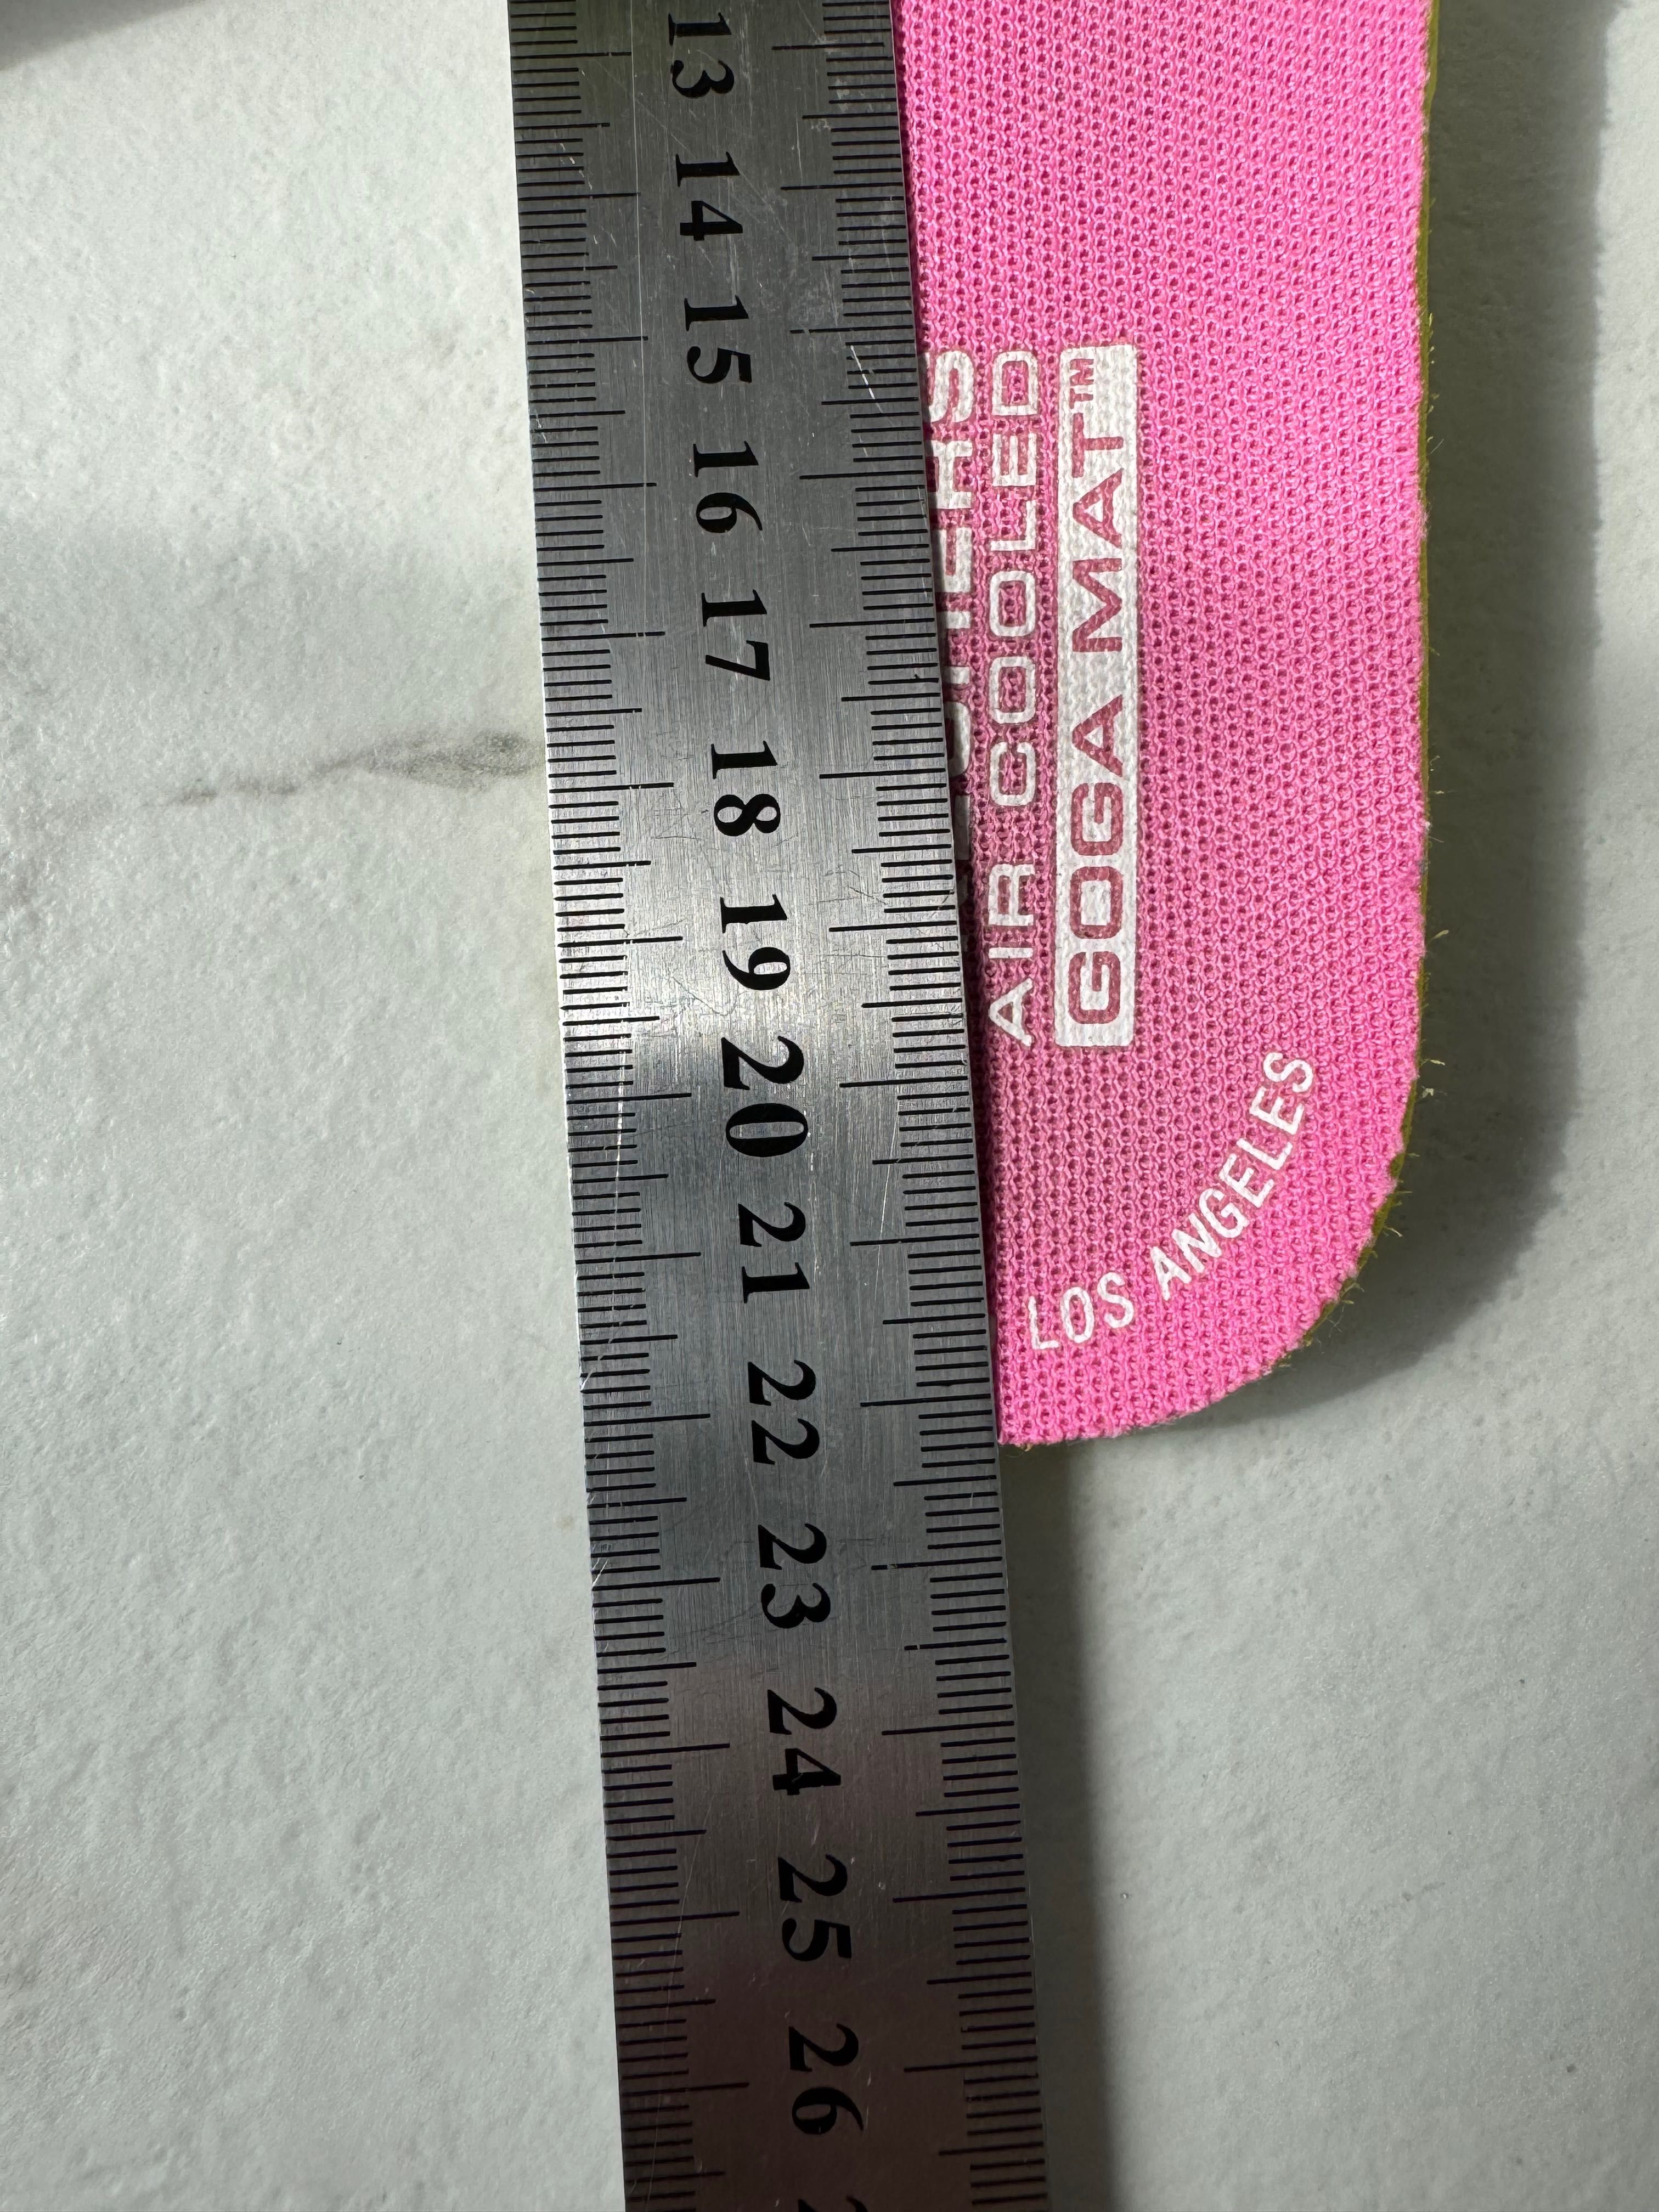 13 14 15 16 17 18 19 20 21 22 23 24 25 26
AIR COOLED
GOGA MAT™
LOS ANGELES